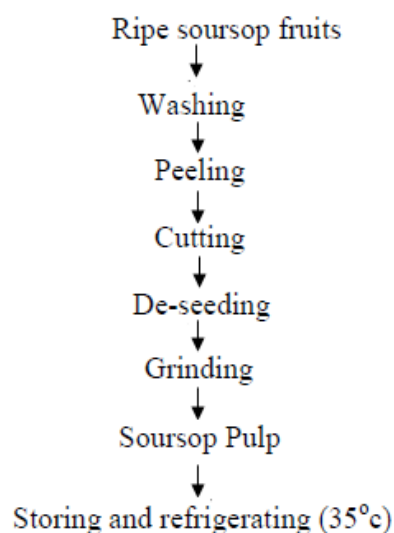 Ripe soursop fruits
Washing
Peeling
Cutting
De-seeding
Grinding
Soursop Pulp
Storing and refrigerating (35°c)